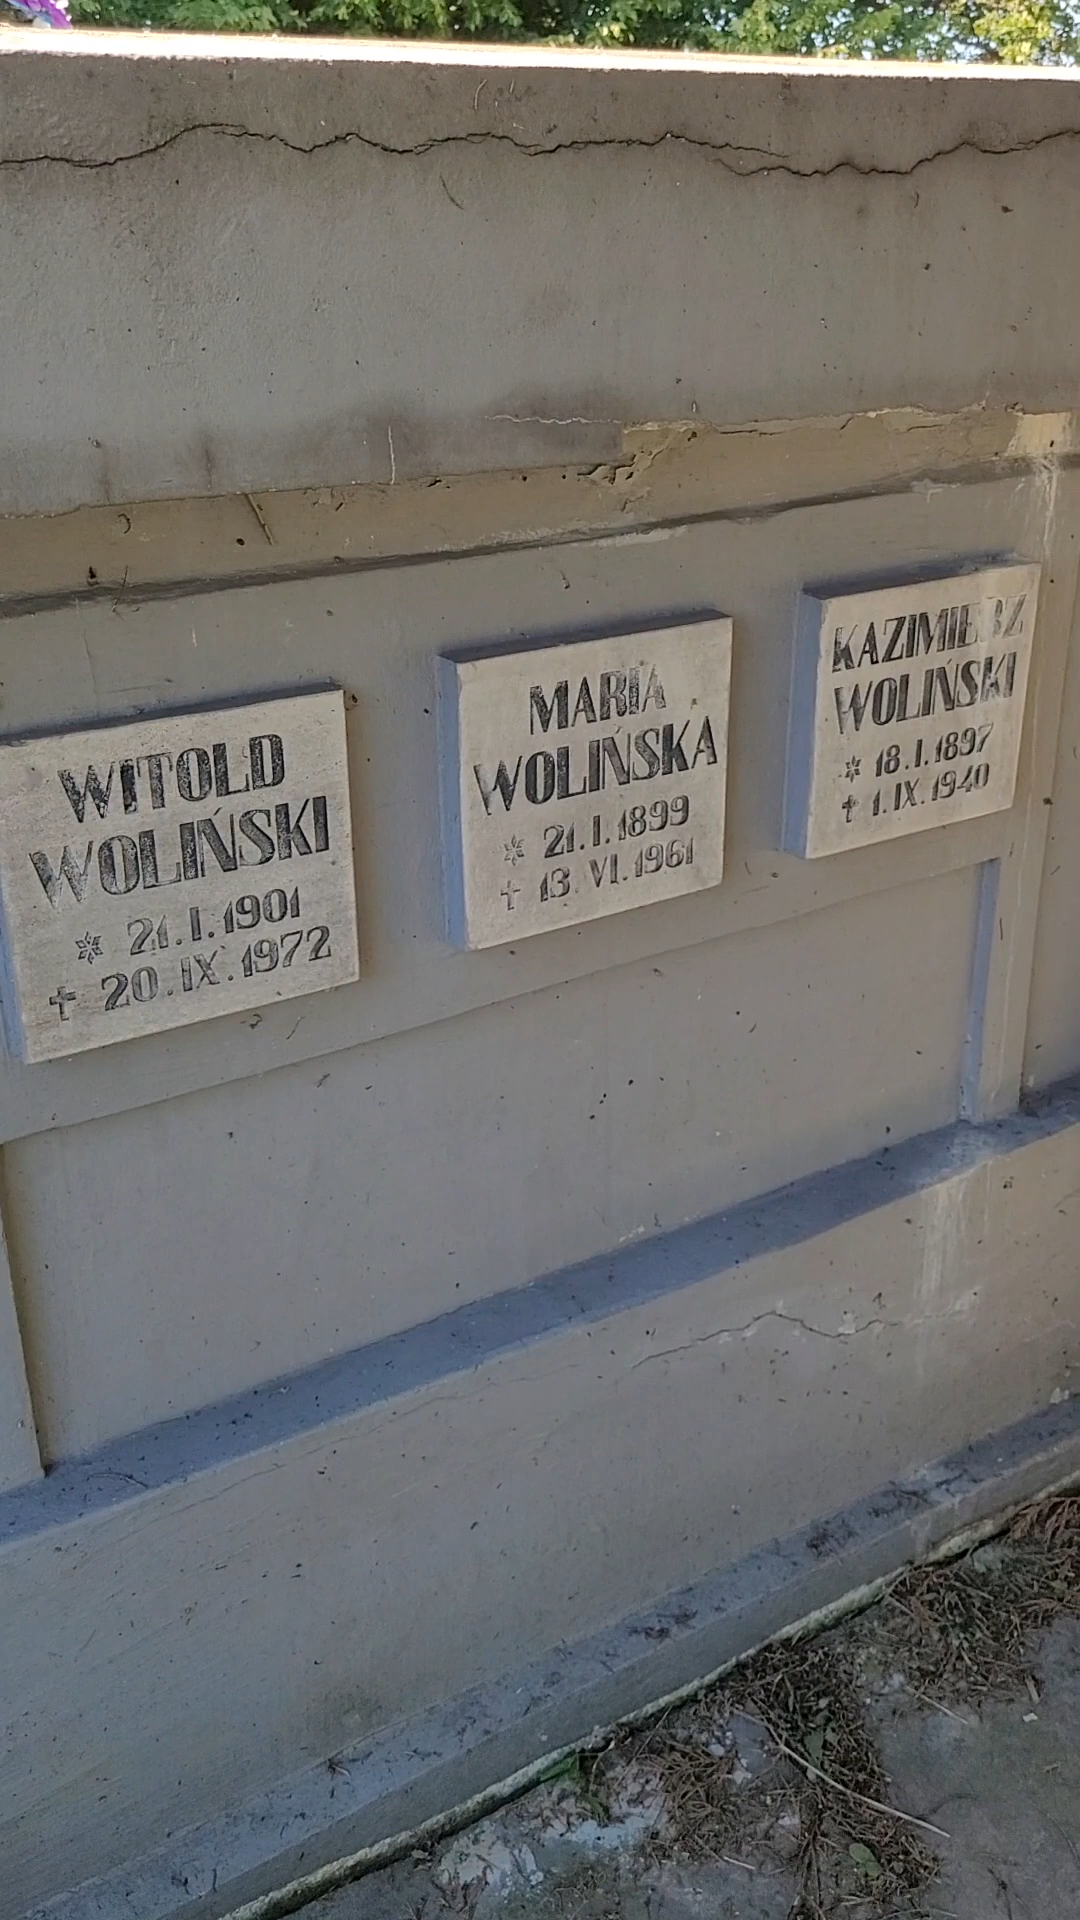 WITOLD
WOLIŃSKI
* 21.I.1901
† 20.IX.1972
MARIA
WOLIŃSKA
* 21.I.1899
† 13.VI.1961
KAZIMIERZ
WOLIŃSKI
* 18.I.1897
† 1.IX.1940